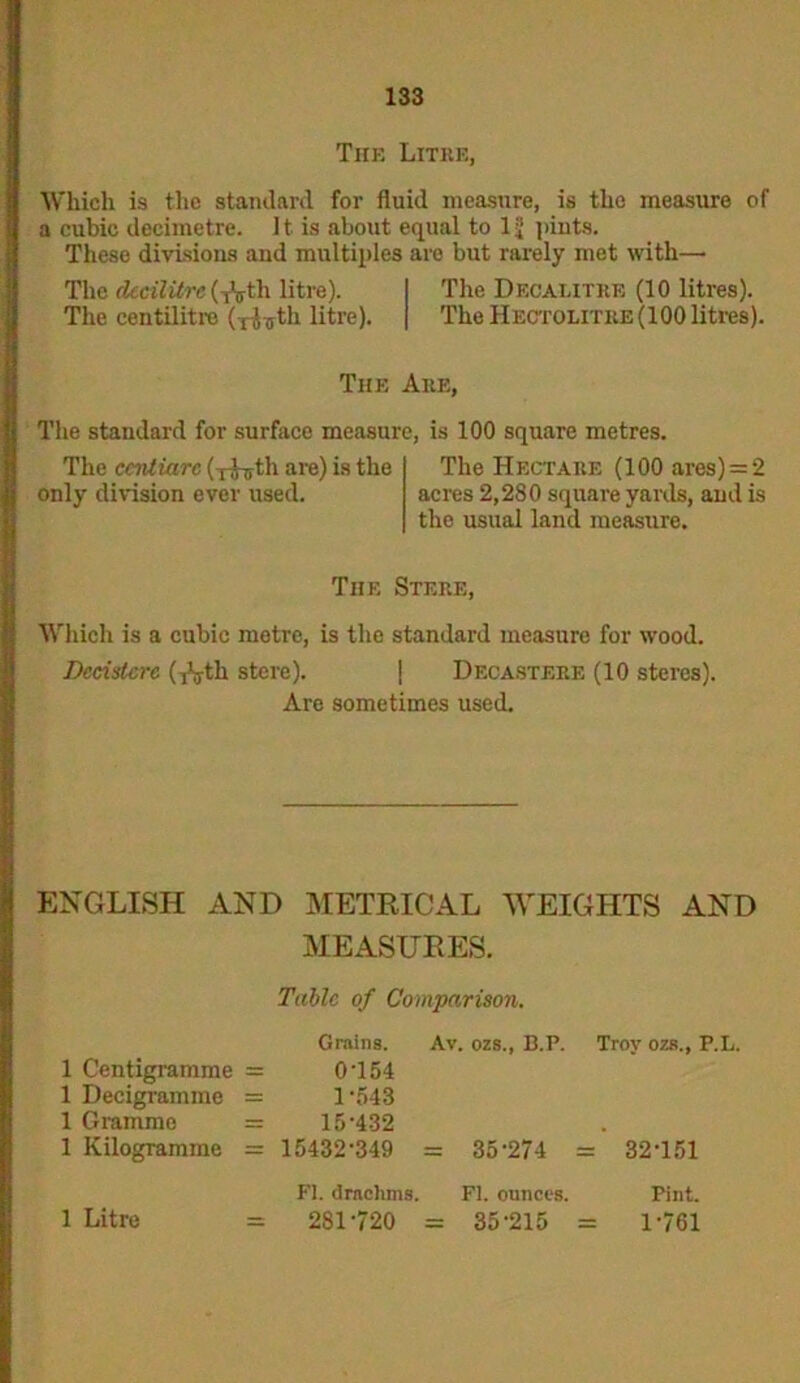 133
THE LITRE,
Which is the standard for fluid measure, is the measure of
a cubic decimetre. It is about equal to 1¾ pints.
These divisions and multiples are but rarely met with—
The decilitre (1/10th litre).
The centilitre (1/100th litre).
The DECALITRE (10 litres).
The HECTOLITRE (100 litres).
THE ARE,
The standard for surface measure, is 100 square metres.
The centiare (1/100th are) is the
only division ever used.
The HECTARE (100 ares) = 2
acres 2,280 square yards, and is
the usual land measure.
THE STERE,
Which is a cubic metre, is the standard measure for wood.
Decistere (1/10th stere). | DECASTERE (10 steres).
Are sometimes used.
ENGLISH AND METRICAL WEIGHTS AND
MEASURES.
Table of Comparison.
Grains. Av. ozs., B.P. Troy ozs., P.L.
1 Centigramme = 0·154
1 Decigramme = 1·543
1 Gramme = 15·432
1 Kilogramme = 15432·349 = 35·274 = 32·151
Fl. drachms. Fl. ounces. Pint.
1 Litre = 281·720 = 35·215 = 1·761